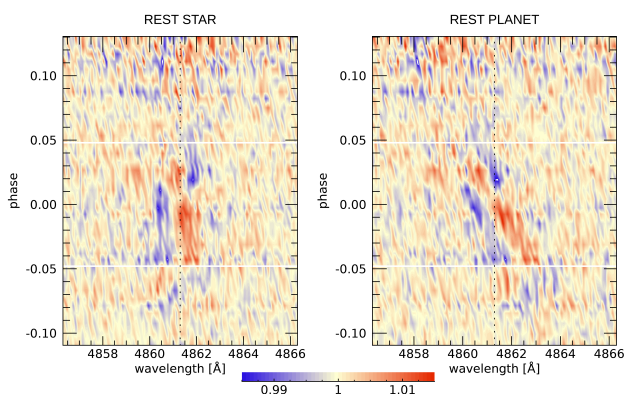 REST STAR REST PLANET
0.10 0.10
0.05 0.05
phase 0.00 phase 0.00
-0.05 -0.05
-0.10 -0.10
4858 4860 4862 4864 4866 4858 4860 4862 4864 4866
wavelength [Å] wavelength [Å]
0.99 1 1.01